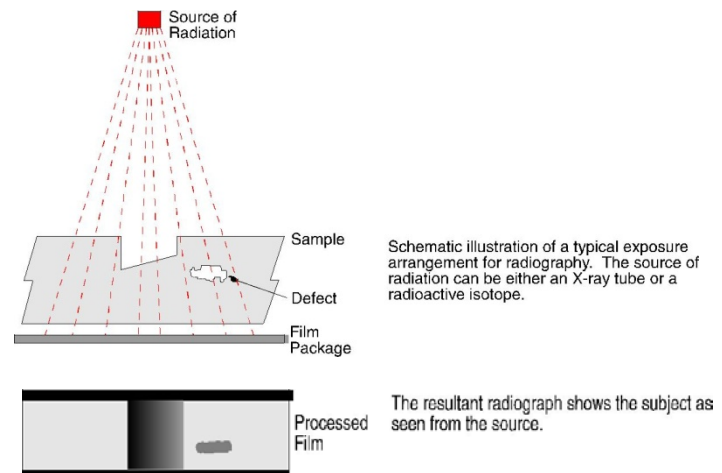 Source of
Radiation
Sample
Defect
Film
Package
Schematic illustration of a typical exposure
arrangement for radiography.  The source of
radiation can be either an X-ray tube or a
radioactive isotope.
Processed
Film
The resultant radiograph shows the subject as
seen from the source.